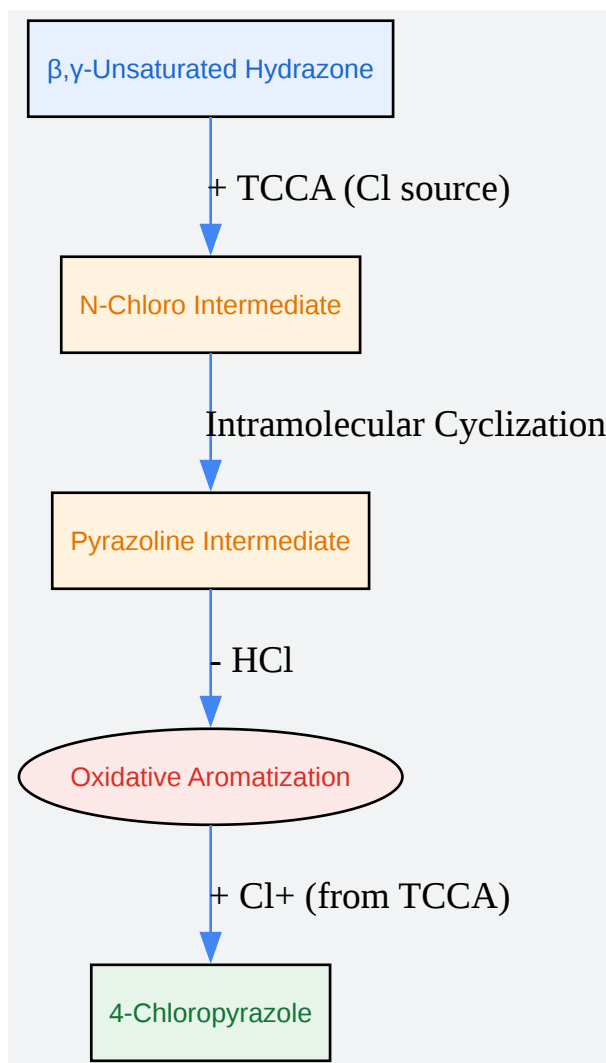 β,γ-Unsaturated Hydrazone
+ TCCA (Cl source)
N-Chloro Intermediate
Intramolecular Cyclization
Pyrazoline Intermediate
- HCl
Oxidative Aromatization
+ Cl+ (from TCCA)
4-Chloropyrazole